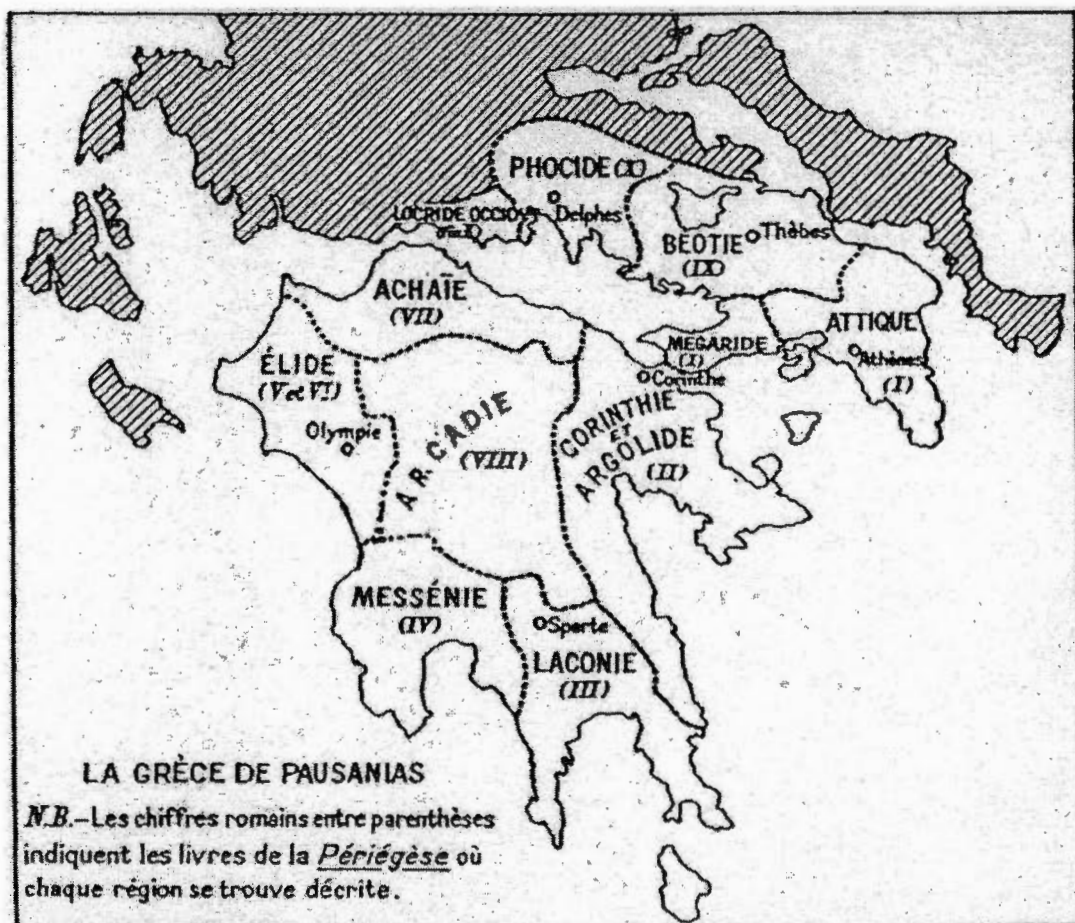 PHOCIDE (X)
Delphes
LOCRIDE OCCIDᵗ
BÉOTIE
(IX)
Thèbes
ACHAÏE
(VII)
ATTIQUE
Athènes
(I)
MÉGARIDE
(I)
Corinthe
ÉLIDE
(V et VI)
Olympie
ARCADIE
(VIII)
CORINTHIE
ET
ARGOLIDE
(II)
MESSÉNIE
(IV)
Sparte
LACONIE
(III)
LA GRÈCE DE PAUSANIAS
N.B.–Les chiffres romains entre parenthèses
indiquent les livres de la Périégèse où
chaque région se trouve décrite.